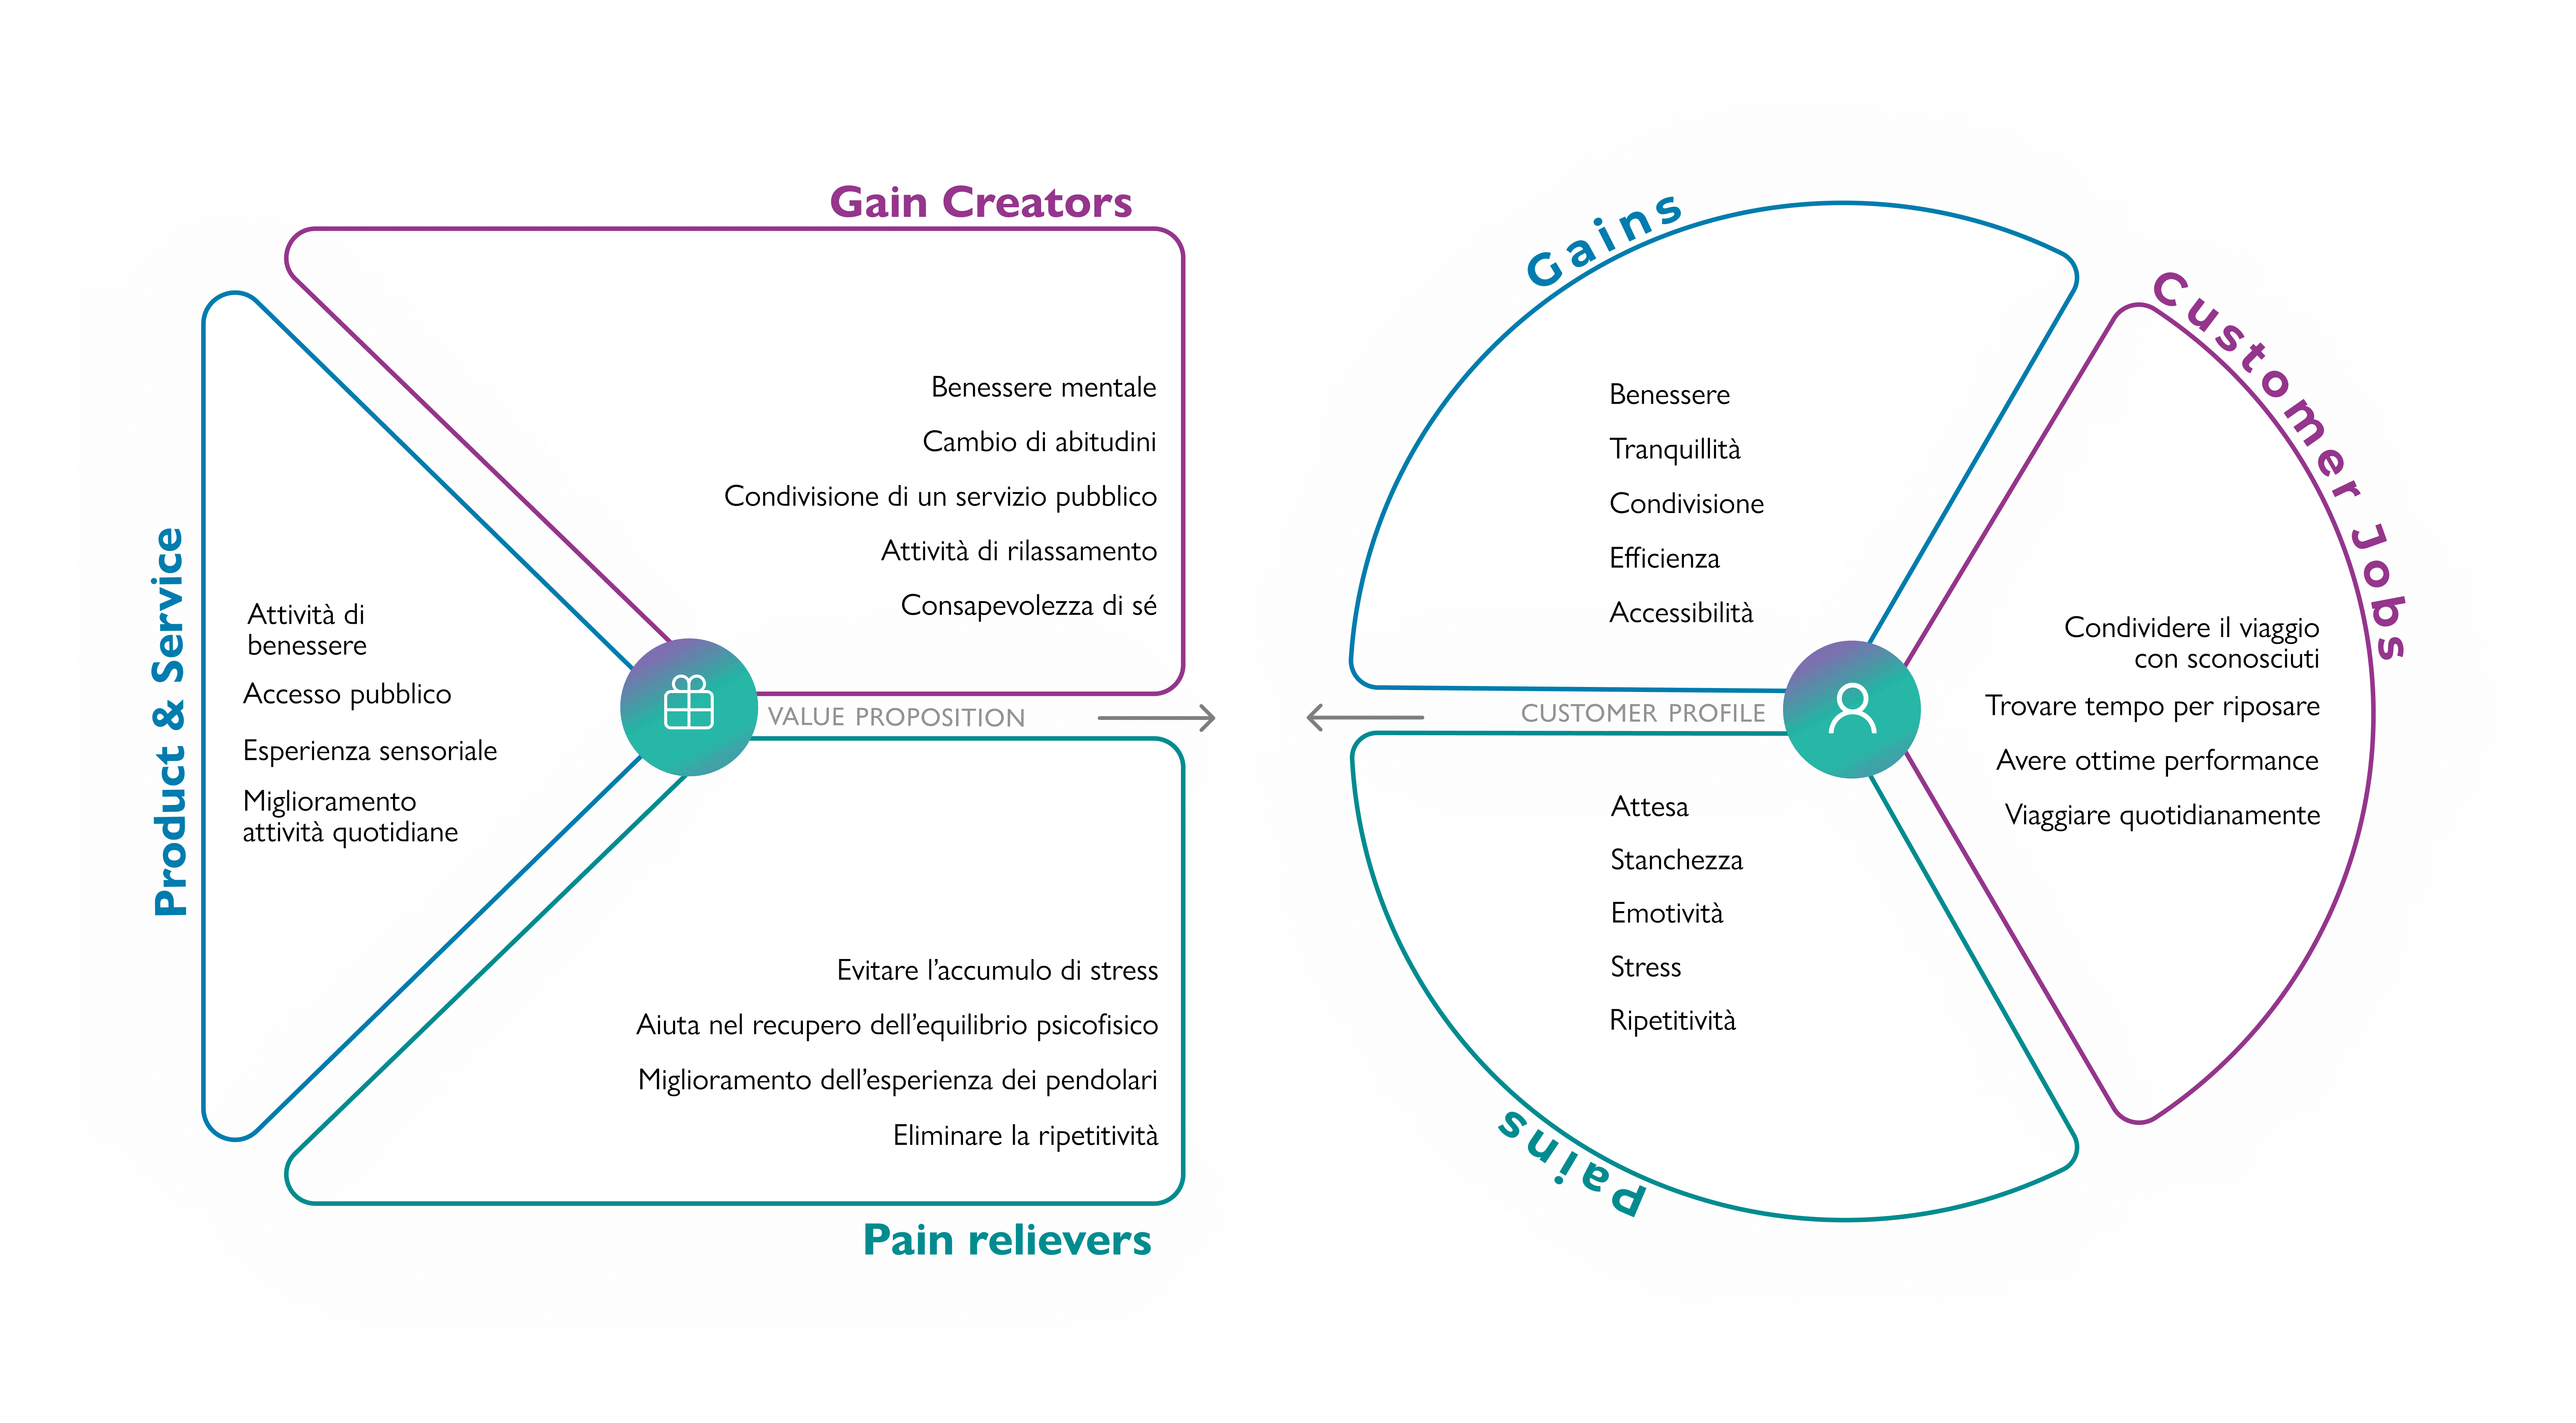 Gain Creators
Benessere mentale
Cambio di abitudini
Condivisione di un servizio pubblico
Attività di rilassamento
Consapevolezza di sé
Product & Service
Attività di
benessere
Accesso pubblico
Esperienza sensoriale
Miglioramento
attività quotidiane
VALUE PROPOSITION
Evitare l’accumulo di stress
Aiuta nel recupero dell’equilibrio psicofisico
Miglioramento dell’esperienza dei pendolari
Eliminare la ripetitività
Pain relievers
Gains
Benessere
Tranquillità
Condivisione
Efficienza
Accessibilità
CUSTOMER PROFILE
Customer Jobs
Condividere il viaggio
con sconosciuti
Trovare tempo per riposare
Avere ottime performance
Viaggiare quotidianamente
Attesa
Stanchezza
Emotività
Stress
Ripetitività
Pains